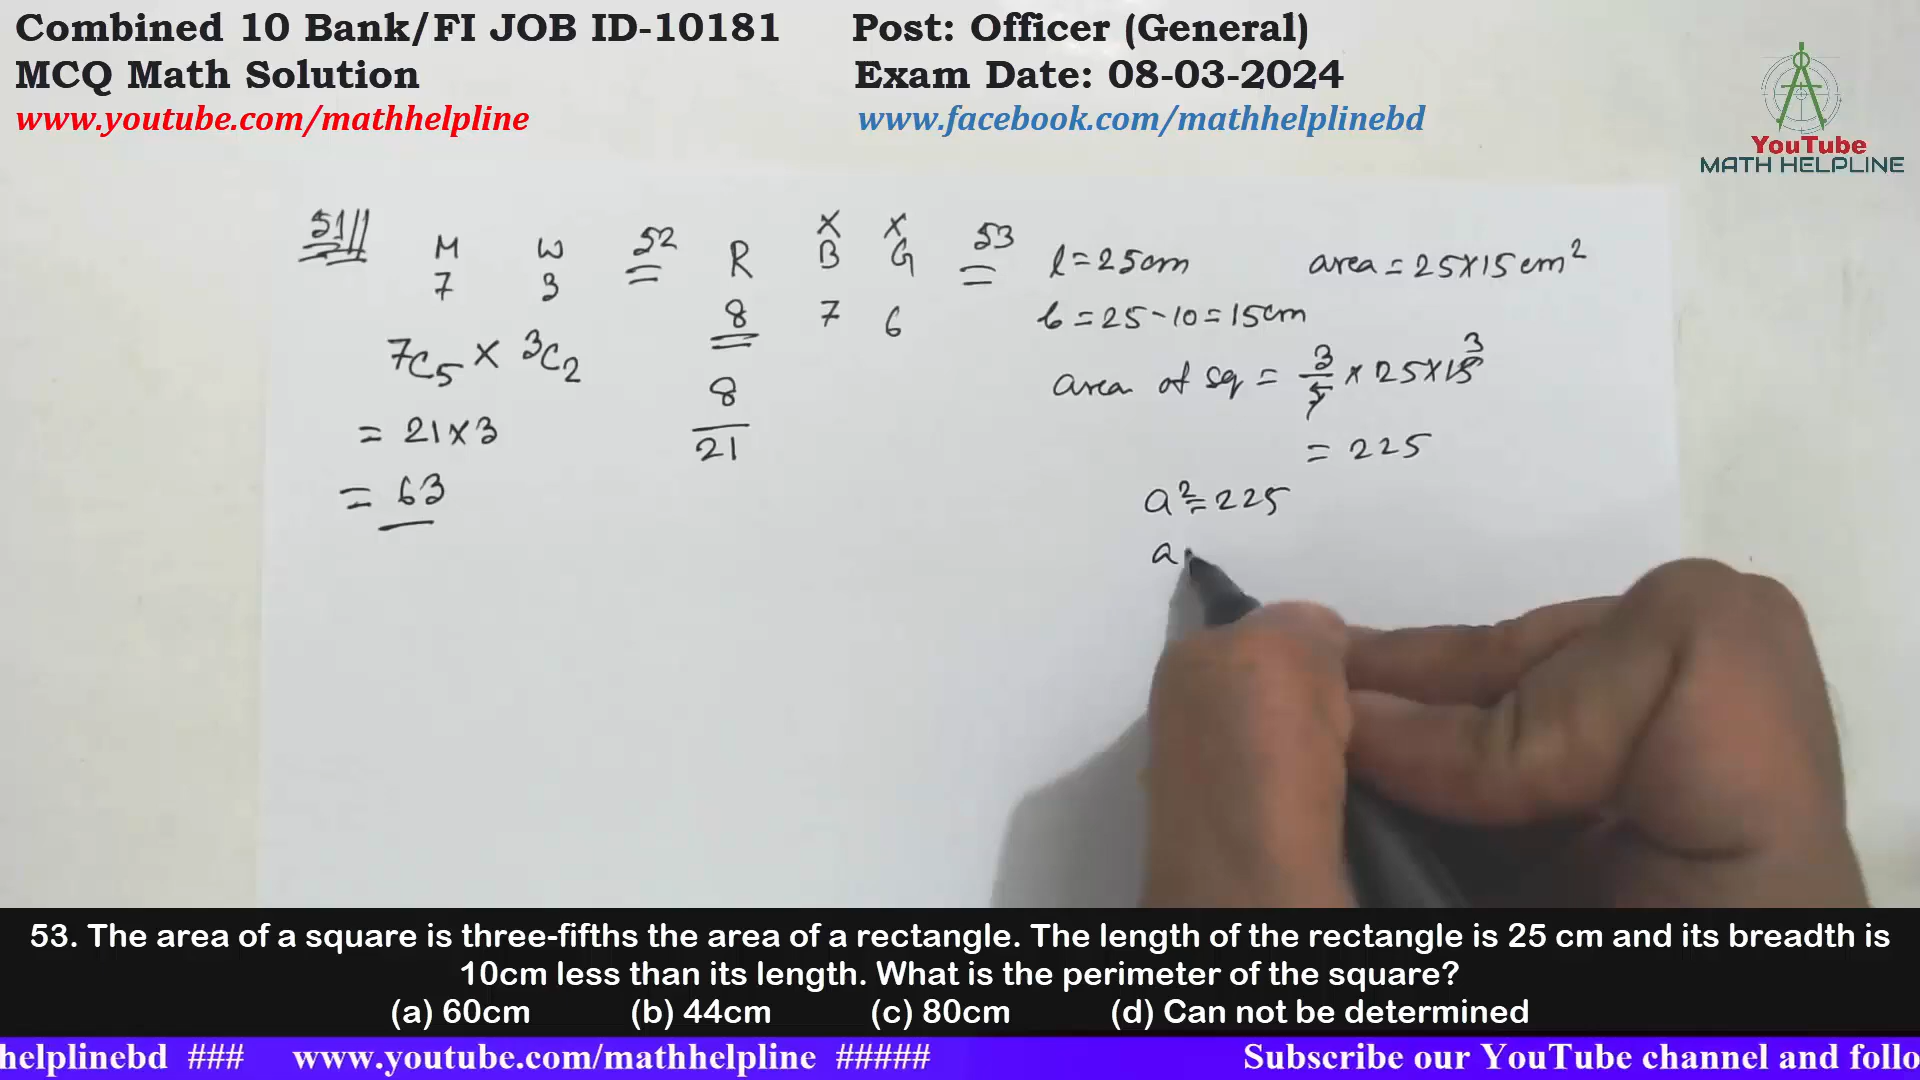 Combined 10 Bank/FI JOB ID-10181
Post: Officer (General)
MCQ Math Solution
Exam Date: 08-03-2024
www.youtube.com/mathhelpline
www.facebook.com/mathhelplinebd
YouTube
MATH HELPLINE
51
M W
7 3
7C5 × 3C2
= 21×3
= 63
52
× ×
R B G
8 7 6
8
21
53
l = 25cm
area = 25×15 cm²
b = 25-10 = 15cm
area of sq = 3/5 × 25×15 3
= 225
a² = 225
a
53. The area of a square is three-fifths the area of a rectangle. The length of the rectangle is 25 cm and its breadth is
10cm less than its length. What is the perimeter of the square?
(a) 60cm (b) 44cm (c) 80cm (d) Can not be determined
helplinebd ### www.youtube.com/mathhelpline ##### Subscribe our YouTube channel and follo